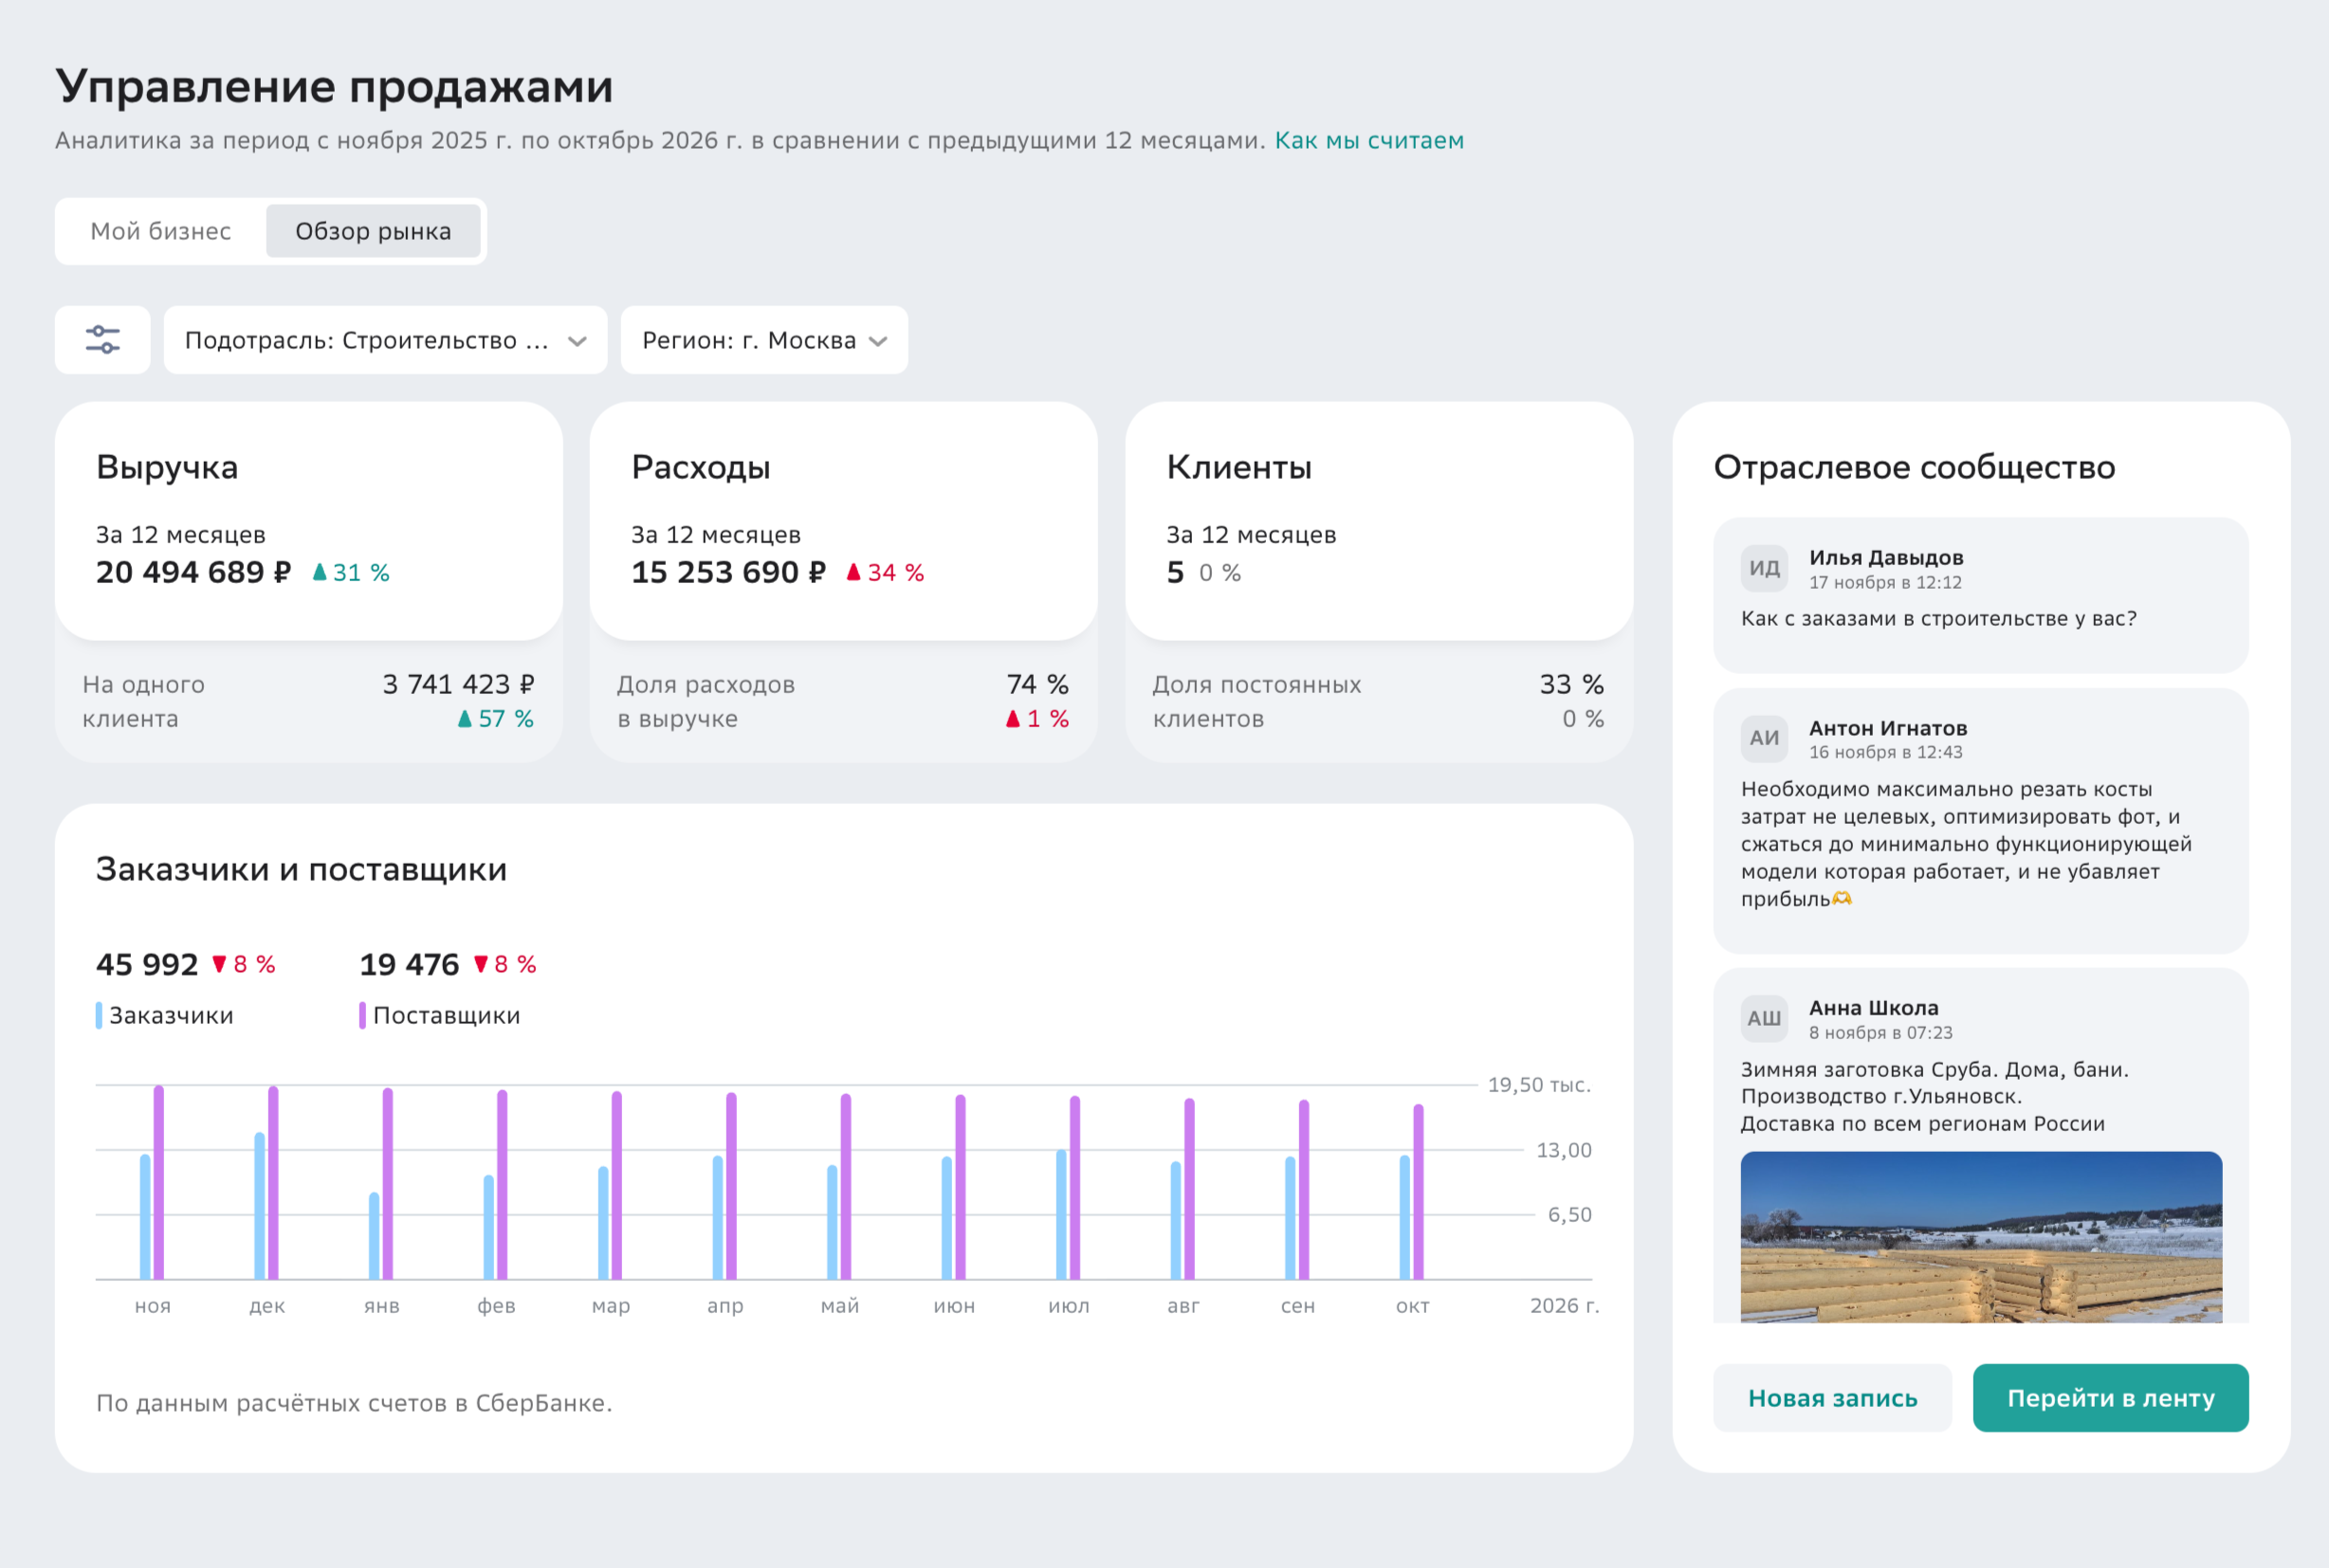 Управление продажами
Аналитика за период с ноября 2025 г. по октябрь 2026 г. в сравнении с предыдущими 12 месяцами. Как мы считаем
Мой бизнес
Обзор рынка
Подотрасль: Строительство ...
Регион: г. Москва
Выручка
За 12 месяцев
20 494 689 ₽ 31 %
На одного
клиента
3 741 423 ₽
57 %
Расходы
За 12 месяцев
15 253 690 ₽ 34 %
Доля расходов
в выручке
74 %
1 %
Клиенты
За 12 месяцев
5 0 %
Доля постоянных
клиентов
33 %
0 %
Заказчики и поставщики
45 992 8 %
Заказчики
19 476 8 %
Поставщики
19,50 тыс.
13,00
6,50
ноя дек янв фев мар апр май июн июл авг сен окт 2026 г.
По данным расчётных счетов в СберБанке.
Отраслевое сообщество
ИД
Илья Давыдов
17 ноября в 12:12
Как с заказами в строительстве у вас?
АИ
Антон Игнатов
16 ноября в 12:43
Необходимо максимально резать косты
затрат не целевых, оптимизировать фот, и
сжаться до минимально функционирующей
модели которая работает, и не убавляет
прибыль🫶
АШ
Анна Школа
8 ноября в 07:23
Зимняя заготовка Сруба. Дома, бани.
Производство г.Ульяновск.
Доставка по всем регионам России
Новая запись
Перейти в ленту